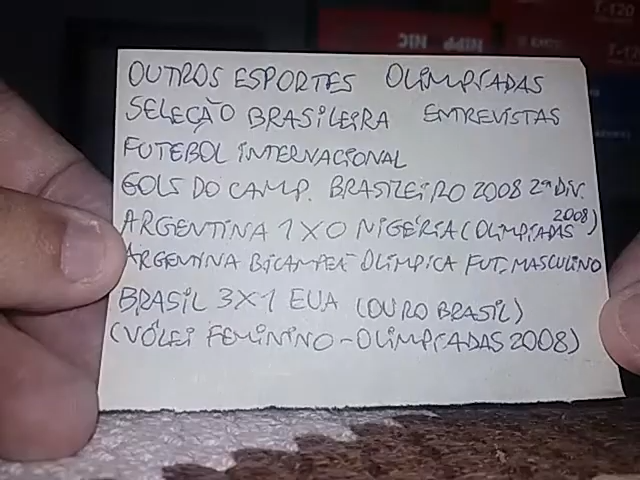 OUTROS ESPORTES OLIMPÍADAS
SELEÇÃO BRASILEIRA ENTREVISTAS
FUTEBOL INTERNACIONAL
GOLS DO CAMP. BRASILEIRO 2008 2ª DIV.
ARGENTINA 1X0 NIGÉRIA (OLIMPÍADAS 2008)
ARGENTINA BICAMPEÃ OLÍMPICA FUT. MASCULINO
BRASIL 3X1 EUA (OURO BRASIL)
(VÔLEI FEMININO - OLIMPÍADAS 2008)
T-120